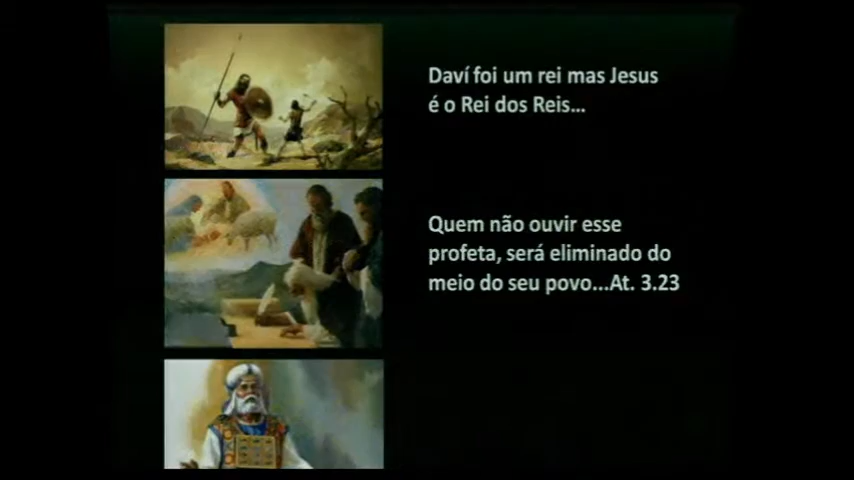 Daví foi um rei mas Jesus
é o Rei dos Reis...
Quem não ouvir esse
profeta, será eliminado do
meio do seu povo...At. 3.23